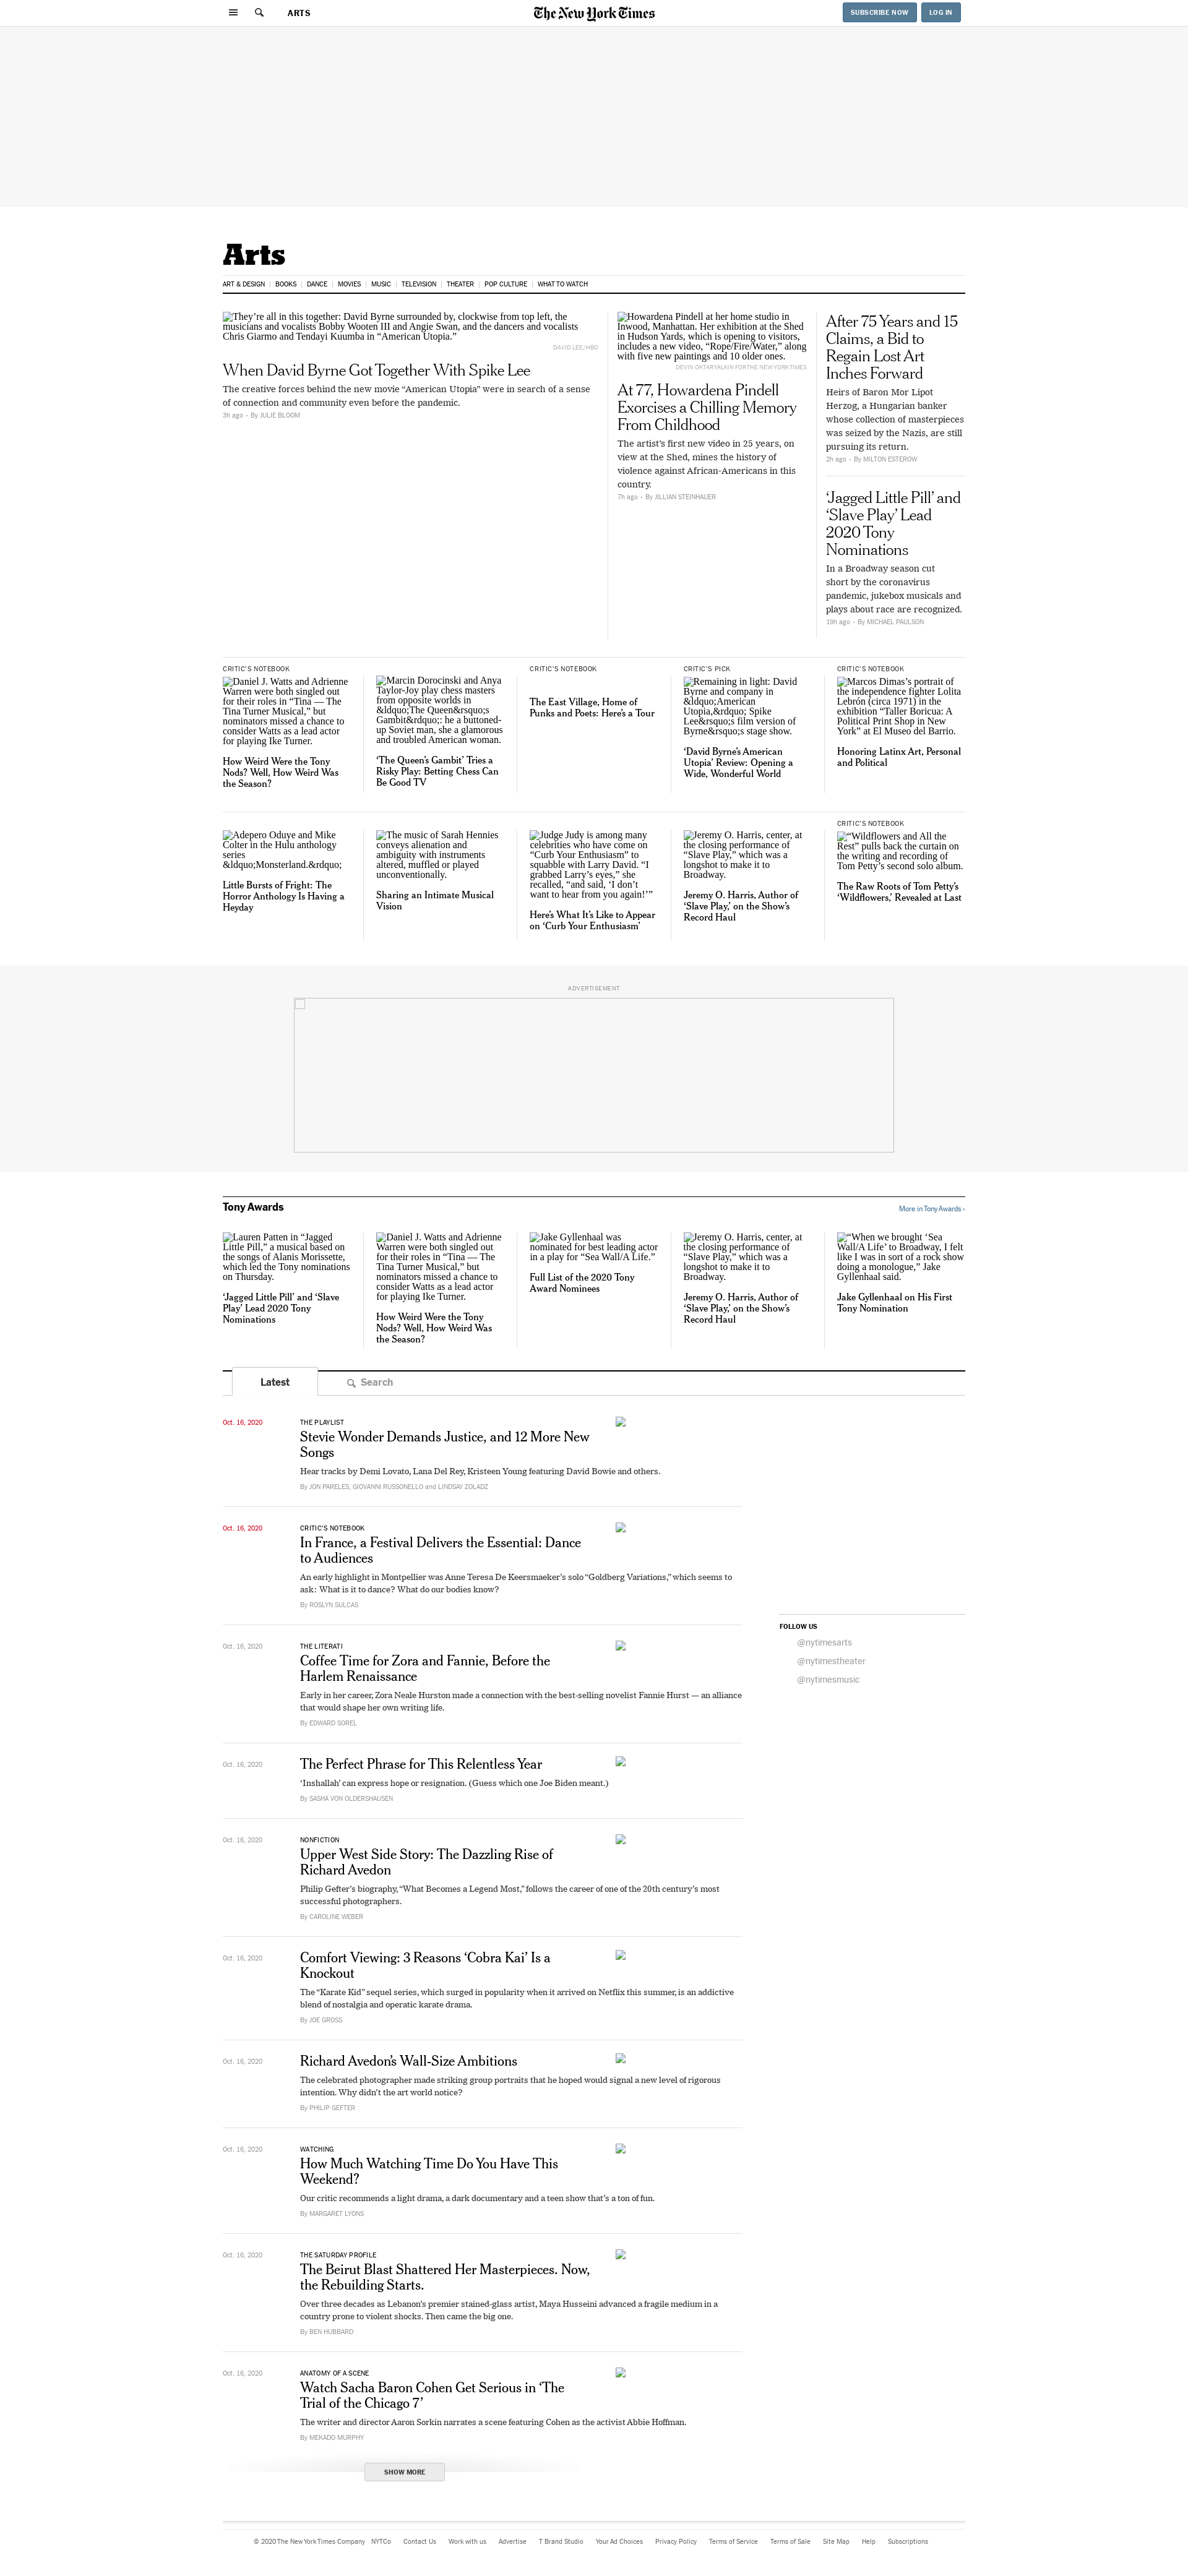 ARTS
The New York Times
SUBSCRIBE NOW
LOG IN
Arts
ART & DESIGN
BOOKS
DANCE
MOVIES
MUSIC
TELEVISION
THEATER
POP CULTURE
WHAT TO WATCH
They’re all in this together: David Byrne surrounded by, clockwise from top left, the
musicians and vocalists Bobby Wooten III and Angie Swan, and the dancers and vocalists
Chris Giarmo and Tendayi Kuumba in “American Utopia.”
DAVID LEE/HBO
When David Byrne Got Together With Spike Lee
The creative forces behind the new movie “American Utopia” were in search of a sense
of connection and community even before the pandemic.
3h ago • By JULIE BLOOM
Howardena Pindell at her home studio in
Inwood, Manhattan. Her exhibition at the Shed
in Hudson Yards, which is opening to visitors,
includes a new video, “Rope/Fire/Water,” along
with five new paintings and 10 older ones.
DEVIN OKTAR YALKIN FOR THE NEW YORK TIMES
At 77, Howardena Pindell
Exorcises a Chilling Memory
From Childhood
The artist’s first new video in 25 years, on
view at the Shed, mines the history of
violence against African-Americans in this
country.
7h ago • By JILLIAN STEINHAUER
After 75 Years and 15
Claims, a Bid to
Regain Lost Art
Inches Forward
Heirs of Baron Mor Lipot
Herzog, a Hungarian banker
whose collection of masterpieces
was seized by the Nazis, are still
pursuing its return.
2h ago • By MILTON ESTEROW
‘Jagged Little Pill’ and
‘Slave Play’ Lead
2020 Tony
Nominations
In a Broadway season cut
short by the coronavirus
pandemic, jukebox musicals and
plays about race are recognized.
19h ago • By MICHAEL PAULSON
CRITIC’S NOTEBOOK
Daniel J. Watts and Adrienne
Warren were both singled out
for their roles in “Tina — The
Tina Turner Musical,” but
nominators missed a chance to
consider Watts as a lead actor
for playing Ike Turner.
How Weird Were the Tony
Nods? Well, How Weird Was
the Season?
Marcin Dorocinski and Anya
Taylor-Joy play chess masters
from opposite worlds in
&ldquo;The Queen&rsquo;s
Gambit&rdquo;: he a buttoned-
up Soviet man, she a glamorous
and troubled American woman.
‘The Queen’s Gambit’ Tries a
Risky Play: Betting Chess Can
Be Good TV
CRITIC’S NOTEBOOK
The East Village, Home of
Punks and Poets: Here’s a Tour
CRITIC’S PICK
Remaining in light: David
Byrne and company in
&ldquo;American
Utopia,&rdquo; Spike
Lee&rsquo;s film version of
Byrne&rsquo;s stage show.
‘David Byrne’s American
Utopia’ Review: Opening a
Wide, Wonderful World
CRITIC’S NOTEBOOK
Marcos Dimas’s portrait of
the independence fighter Lolita
Lebrón (circa 1971) in the
exhibition “Taller Boricua: A
Political Print Shop in New
York” at El Museo del Barrio.
Honoring Latinx Art, Personal
and Political
Adepero Oduye and Mike
Colter in the Hulu anthology
series
&ldquo;Monsterland.&rdquo;
Little Bursts of Fright: The
Horror Anthology Is Having a
Heyday
The music of Sarah Hennies
conveys alienation and
ambiguity with instruments
altered, muffled or played
unconventionally.
Sharing an Intimate Musical
Vision
Judge Judy is among many
celebrities who have come on
“Curb Your Enthusiasm” to
squabble with Larry David. “I
grabbed Larry’s eyes,” she
recalled, “and said, ‘I don’t
want to hear from you again!’”
Here’s What It’s Like to Appear
on ‘Curb Your Enthusiasm’
Jeremy O. Harris, center, at
the closing performance of
“Slave Play,” which was a
longshot to make it to
Broadway.
Jeremy O. Harris, Author of
‘Slave Play,’ on the Show’s
Record Haul
CRITIC’S NOTEBOOK
“Wildflowers and All the
Rest” pulls back the curtain on
the writing and recording of
Tom Petty’s second solo album.
The Raw Roots of Tom Petty’s
‘Wildflowers,’ Revealed at Last
ADVERTISEMENT
Tony Awards
More in Tony Awards ›
Lauren Patten in “Jagged
Little Pill,” a musical based on
the songs of Alanis Morissette,
which led the Tony nominations
on Thursday.
‘Jagged Little Pill’ and ‘Slave
Play’ Lead 2020 Tony
Nominations
Daniel J. Watts and Adrienne
Warren were both singled out
for their roles in “Tina — The
Tina Turner Musical,” but
nominators missed a chance to
consider Watts as a lead actor
for playing Ike Turner.
How Weird Were the Tony
Nods? Well, How Weird Was
the Season?
Jake Gyllenhaal was
nominated for best leading actor
in a play for “Sea Wall/A Life.”
Full List of the 2020 Tony
Award Nominees
Jeremy O. Harris, center, at
the closing performance of
“Slave Play,” which was a
longshot to make it to
Broadway.
Jeremy O. Harris, Author of
‘Slave Play,’ on the Show’s
Record Haul
“When we brought ‘Sea
Wall/A Life’ to Broadway, I felt
like I was in sort of a rock show
doing a monologue,” Jake
Gyllenhaal said.
Jake Gyllenhaal on His First
Tony Nomination
Latest
Search
Oct. 16, 2020
THE PLAYLIST
Stevie Wonder Demands Justice, and 12 More New
Songs
Hear tracks by Demi Lovato, Lana Del Rey, Kristeen Young featuring David Bowie and others.
By JON PARELES, GIOVANNI RUSSONELLO and LINDSAY ZOLADZ
Oct. 16, 2020
CRITIC’S NOTEBOOK
In France, a Festival Delivers the Essential: Dance
to Audiences
An early highlight in Montpellier was Anne Teresa De Keersmaeker’s solo “Goldberg Variations,” which seems to
ask: What is it to dance? What do our bodies know?
By ROSLYN SULCAS
FOLLOW US
@nytimesarts
@nytimestheater
@nytimesmusic
Oct. 16, 2020
THE LITERATI
Coffee Time for Zora and Fannie, Before the
Harlem Renaissance
Early in her career, Zora Neale Hurston made a connection with the best-selling novelist Fannie Hurst — an alliance
that would shape her own writing life.
By EDWARD SOREL
Oct. 16, 2020
The Perfect Phrase for This Relentless Year
‘Inshallah’ can express hope or resignation. (Guess which one Joe Biden meant.)
By SASHA VON OLDERSHAUSEN
Oct. 16, 2020
NONFICTION
Upper West Side Story: The Dazzling Rise of
Richard Avedon
Philip Gefter’s biography, “What Becomes a Legend Most,” follows the career of one of the 20th century’s most
successful photographers.
By CAROLINE WEBER
Oct. 16, 2020
Comfort Viewing: 3 Reasons ‘Cobra Kai’ Is a
Knockout
The “Karate Kid” sequel series, which surged in popularity when it arrived on Netflix this summer, is an addictive
blend of nostalgia and operatic karate drama.
By JOE GROSS
Oct. 16, 2020
Richard Avedon’s Wall-Size Ambitions
The celebrated photographer made striking group portraits that he hoped would signal a new level of rigorous
intention. Why didn’t the art world notice?
By PHILIP GEFTER
Oct. 16, 2020
WATCHING
How Much Watching Time Do You Have This
Weekend?
Our critic recommends a light drama, a dark documentary and a teen show that’s a ton of fun.
By MARGARET LYONS
Oct. 16, 2020
THE SATURDAY PROFILE
The Beirut Blast Shattered Her Masterpieces. Now,
the Rebuilding Starts.
Over three decades as Lebanon’s premier stained-glass artist, Maya Husseini advanced a fragile medium in a
country prone to violent shocks. Then came the big one.
By BEN HUBBARD
Oct. 16, 2020
ANATOMY OF A SCENE
Watch Sacha Baron Cohen Get Serious in ‘The
Trial of the Chicago 7’
The writer and director Aaron Sorkin narrates a scene featuring Cohen as the activist Abbie Hoffman.
By MEKADO MURPHY
SHOW MORE
© 2020 The New York Times Company
NYTCo
Contact Us
Work with us
Advertise
T Brand Studio
Your Ad Choices
Privacy Policy
Terms of Service
Terms of Sale
Site Map
Help
Subscriptions